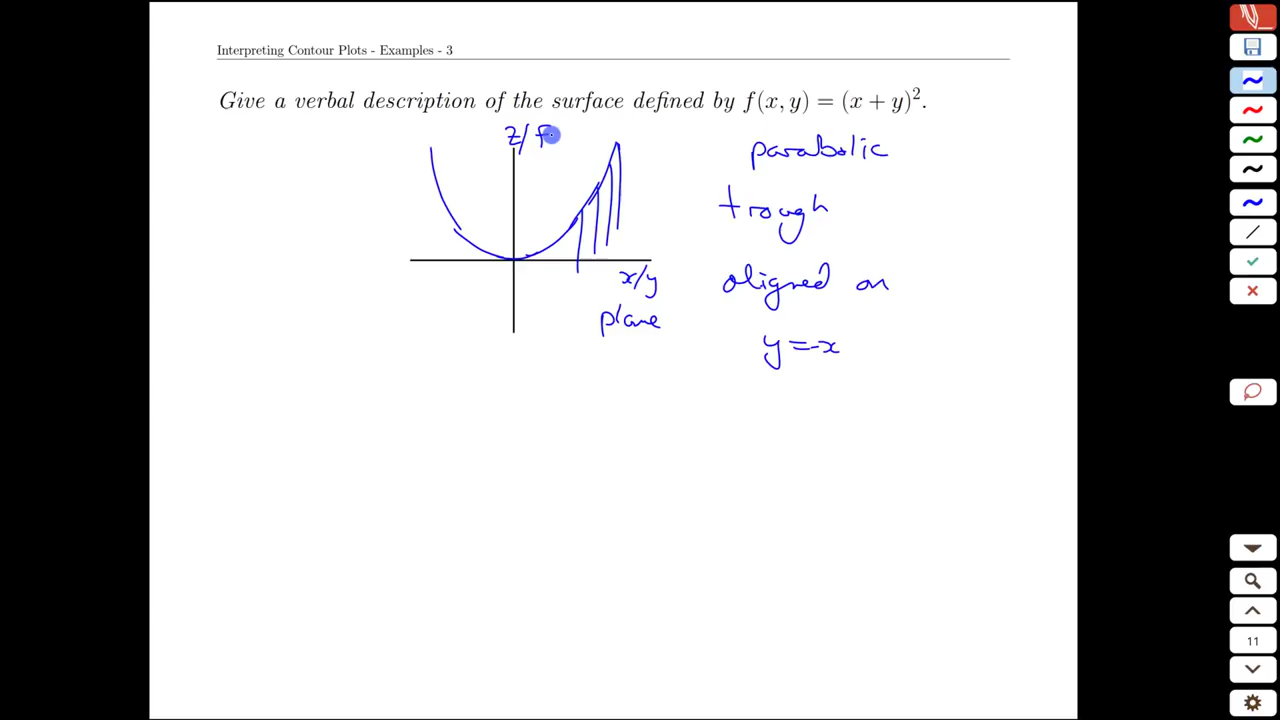 Interpreting Contour Plots - Examples - 3
Give a verbal description of the surface defined by f(x, y) = (x + y)².
z/f
x/y
plane
parabolic
trough
aligned on
y = -x
11